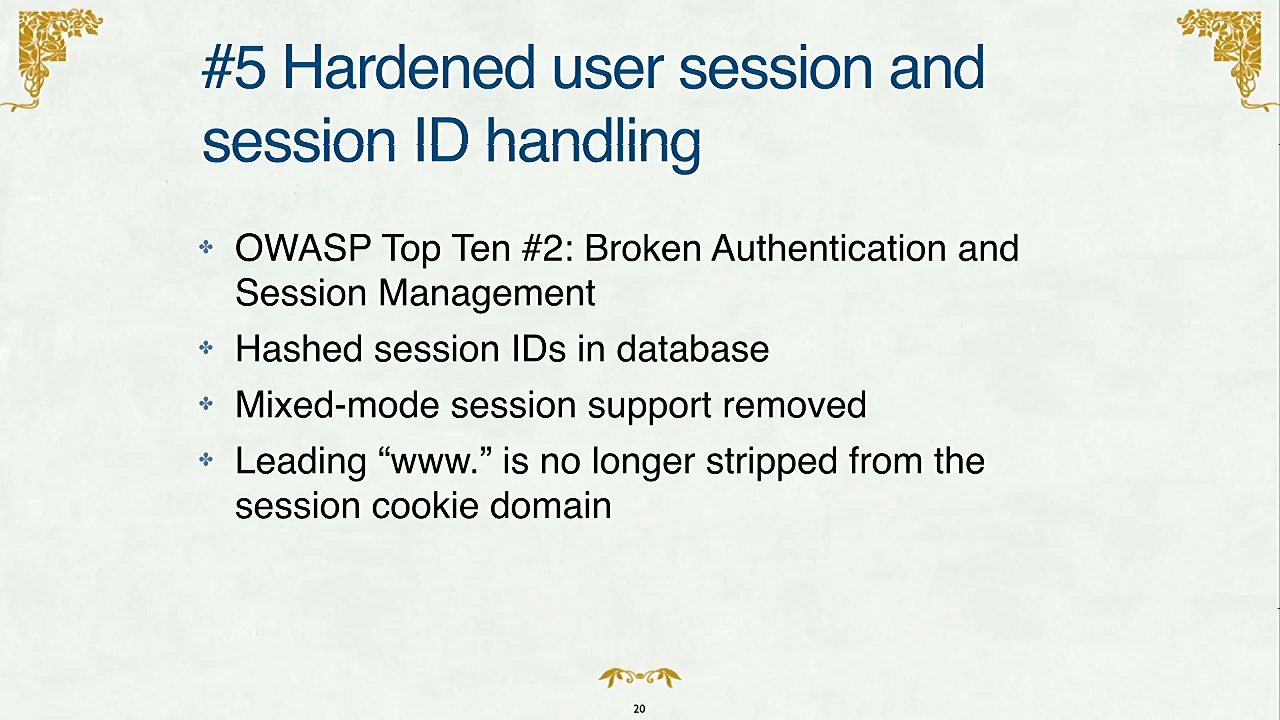 #5 Hardened user session and
session ID handling
OWASP Top Ten #2: Broken Authentication and
Session Management
Hashed session IDs in database
Mixed-mode session support removed
Leading “www.” is no longer stripped from the
session cookie domain
20